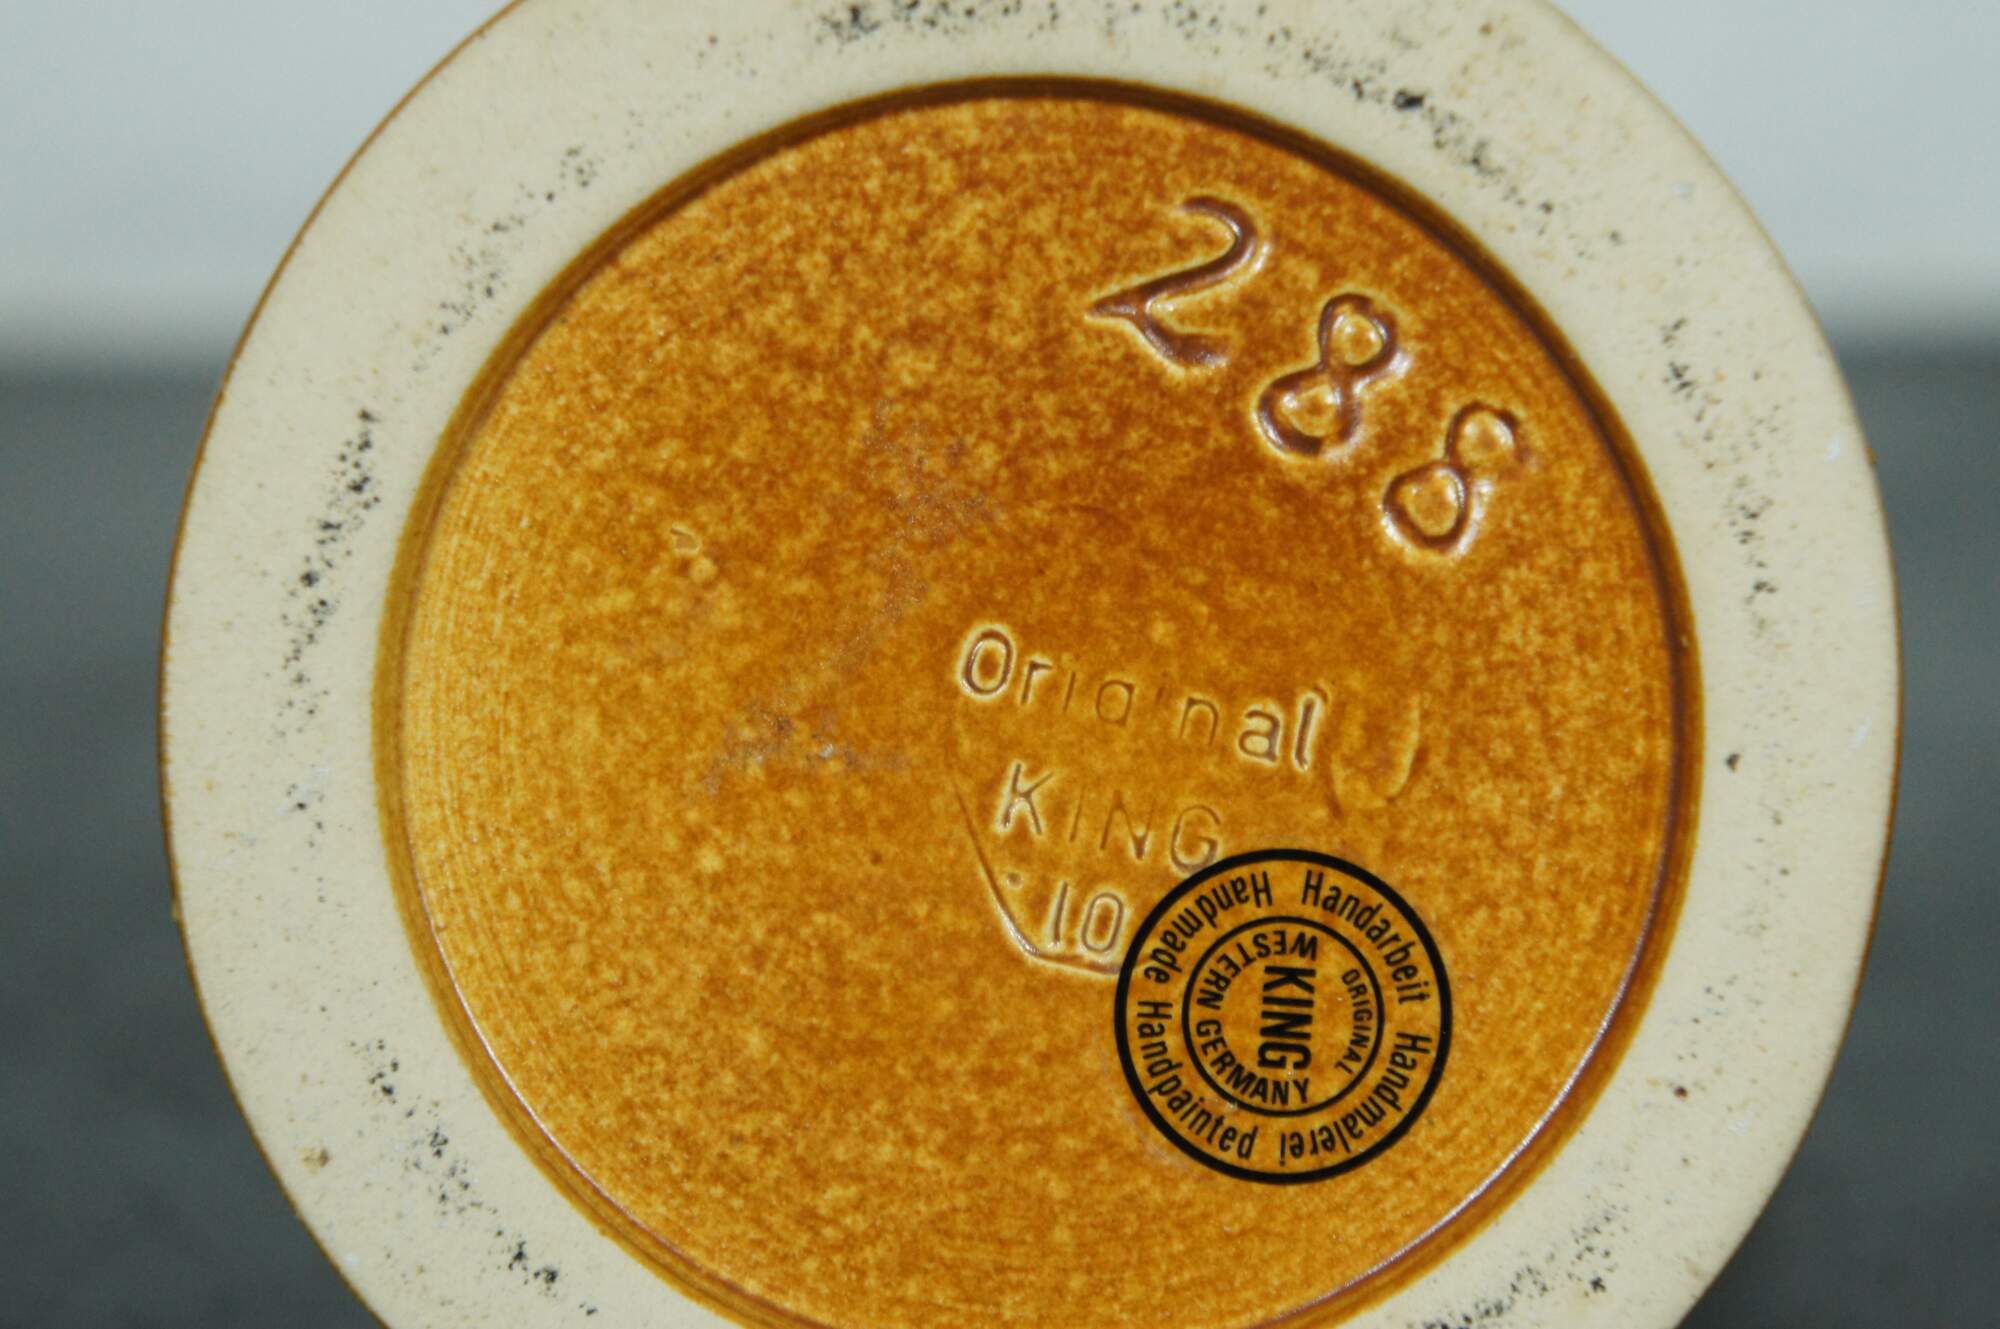 288
Original
KING
10
Handarbeit Handmalerei
Handmade Handpainted
ORIGINAL
KING
WESTERN GERMANY